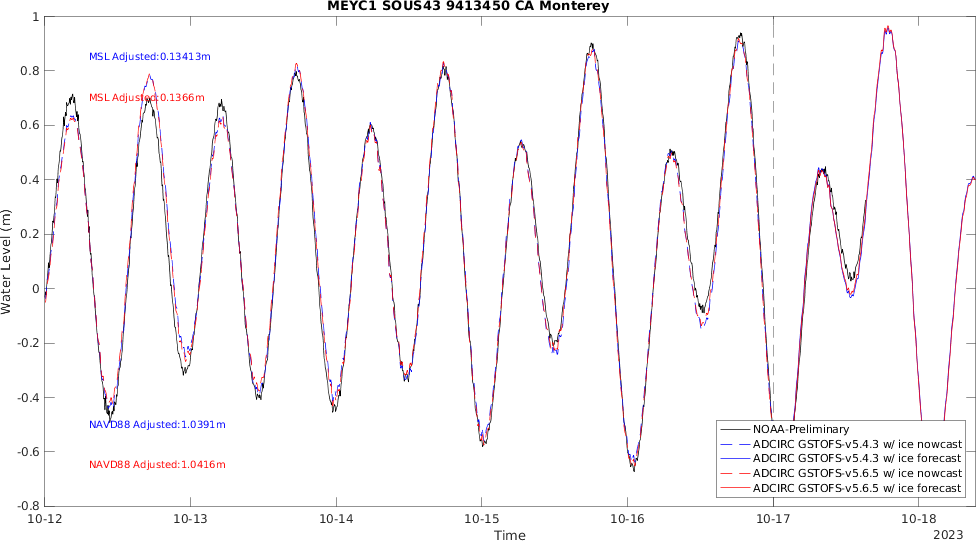 MEYC1 SOUS43 9413450 CA Monterey
1
0.8
0.6
0.4
0.2
0
-0.2
-0.4
-0.6
-0.8
Water Level (m)
MSL Adjusted:0.13413m
MSL Adjusted:0.1366m
NAVD88 Adjusted:1.0391m
NAVD88 Adjusted:1.0416m
NOAA-Preliminary
ADCIRC GSTOFS-v5.4.3 w/ ice nowcast
ADCIRC GSTOFS-v5.4.3 w/ ice forecast
ADCIRC GSTOFS-v5.6.5 w/ ice nowcast
ADCIRC GSTOFS-v5.6.5 w/ ice forecast
10-12 10-13 10-14 10-15 10-16 10-17 10-18
Time
2023